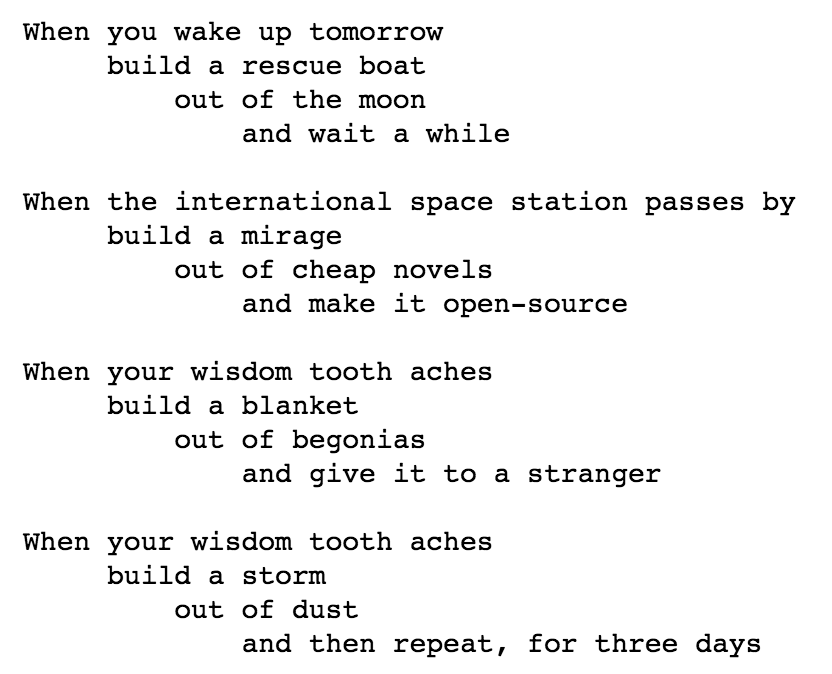 When you wake up tomorrow
build a rescue boat
out of the moon
and wait a while
When the international space station passes by
build a mirage
out of cheap novels
and make it open-source
When your wisdom tooth aches
build a blanket
out of begonias
and give it to a stranger
When your wisdom tooth aches
build a storm
out of dust
and then repeat, for three days